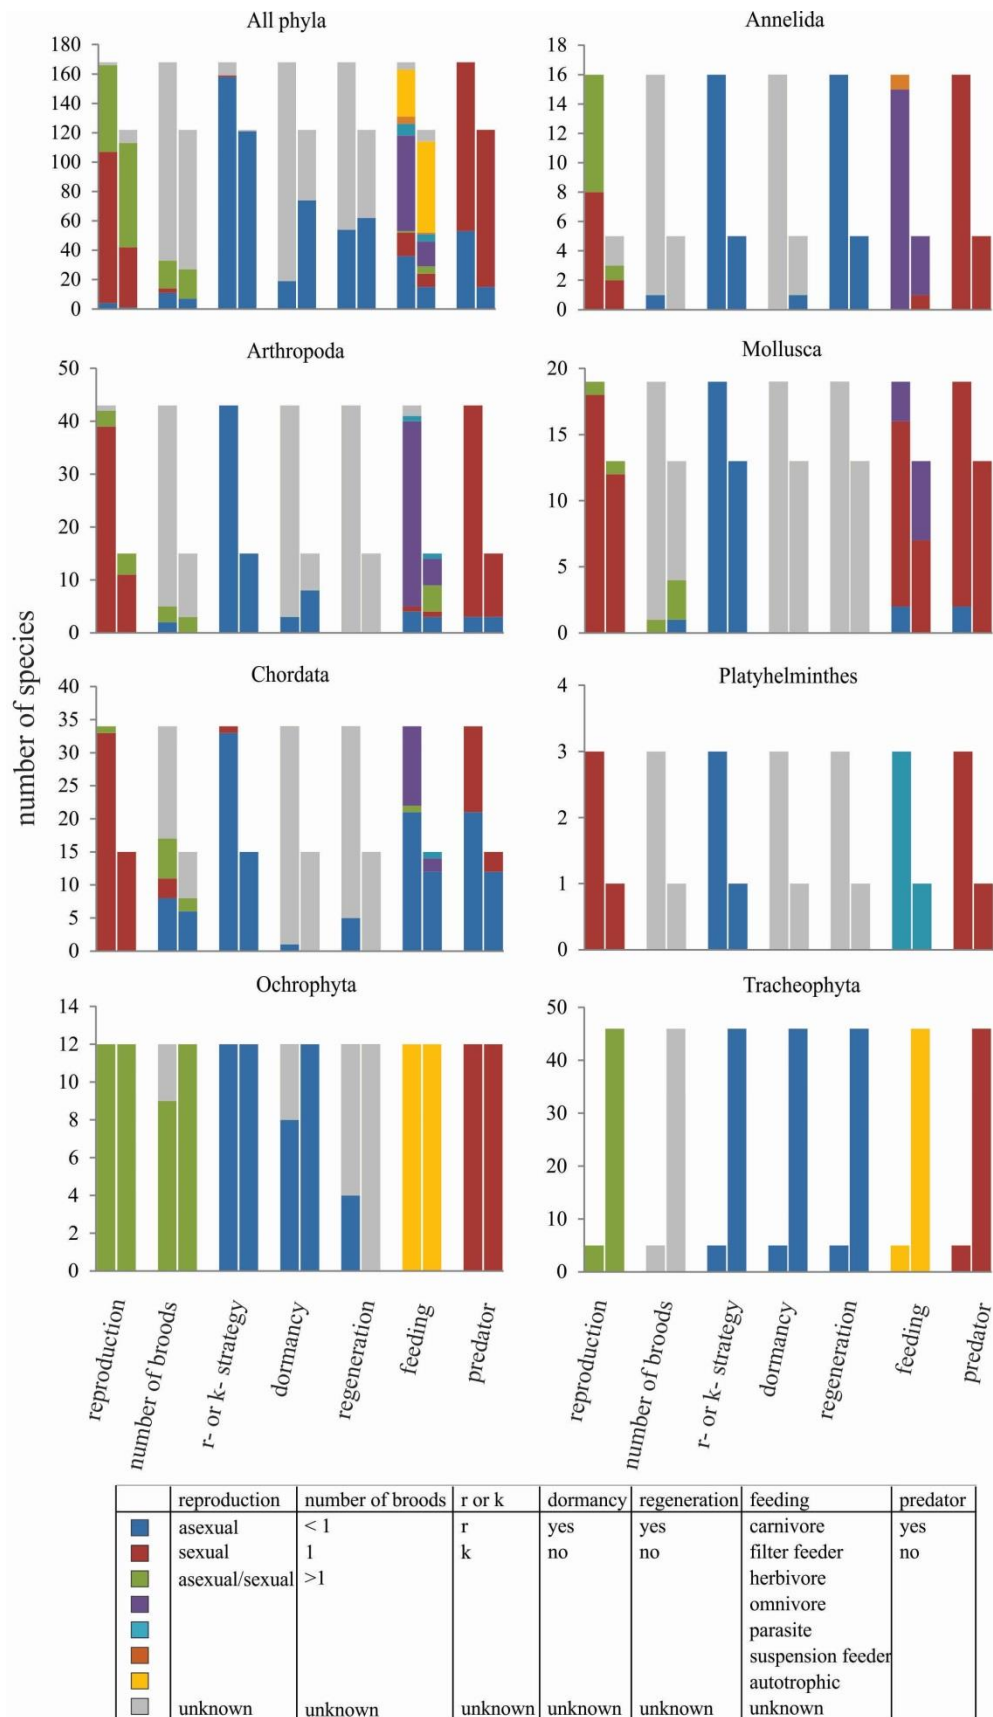 All phyla
180
160
140
120
100
80
60
40
20
0
Annelida
18
16
14
12
10
8
6
4
2
0
Arthropoda
50
40
30
20
10
0
Mollusca
20
15
10
5
0
number of species
Chordata
40
35
30
25
20
15
10
5
0
Platyhelminthes
4
3
2
1
0
Ochrophyta
14
12
10
8
6
4
2
0
Tracheophyta
50
40
30
20
10
0
reproduction
number of broods
r- or k- strategy
dormancy
regeneration
feeding
predator
reproduction
number of broods
r- or k- strategy
dormancy
regeneration
feeding
predator
reproduction number of broods r or k dormancy regeneration feeding predator
asexual < 1 r yes yes carnivore yes
sexual 1 k no no filter feeder no
asexual/sexual >1 herbivore
omnivore
parasite
suspension feeder
autotrophic
unknown unknown unknown unknown unknown unknown